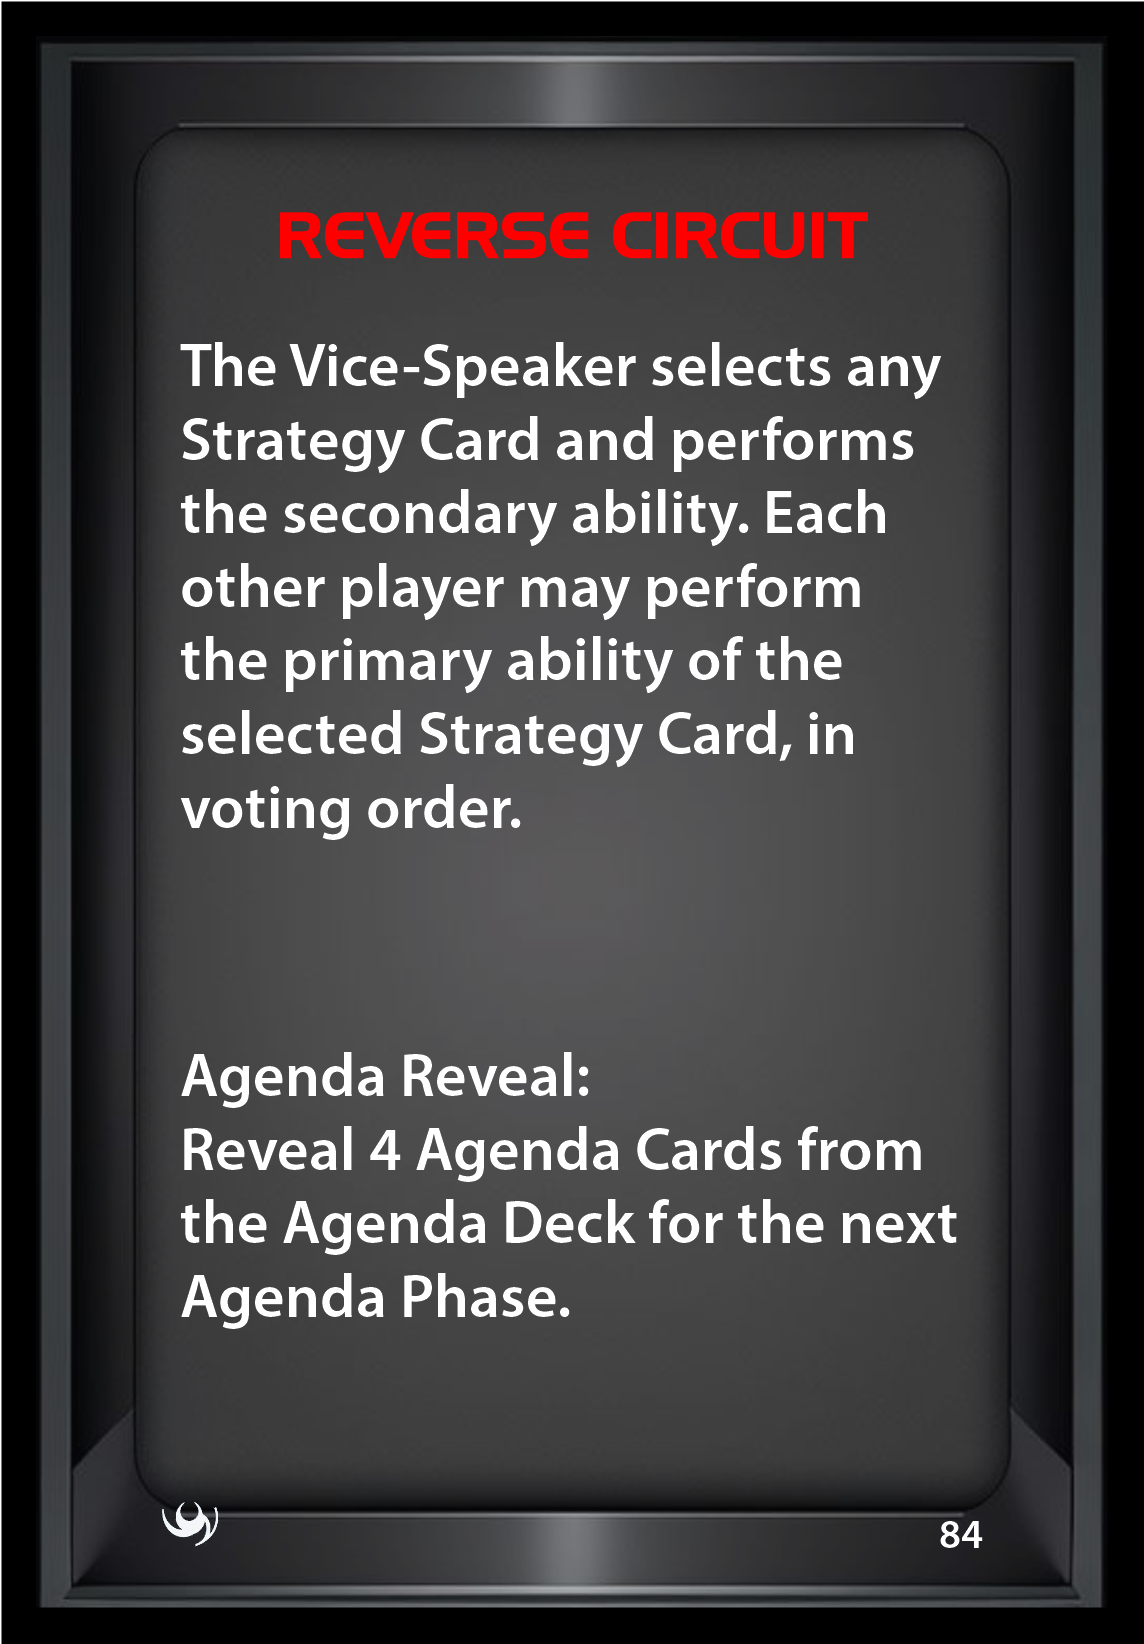 REVERSE CIRCUIT
The Vice-Speaker selects any
Strategy Card and performs
the secondary ability. Each
other player may perform
the primary ability of the
selected Strategy Card, in
voting order.
Agenda Reveal:
Reveal 4 Agenda Cards from
the Agenda Deck for the next
Agenda Phase.
84